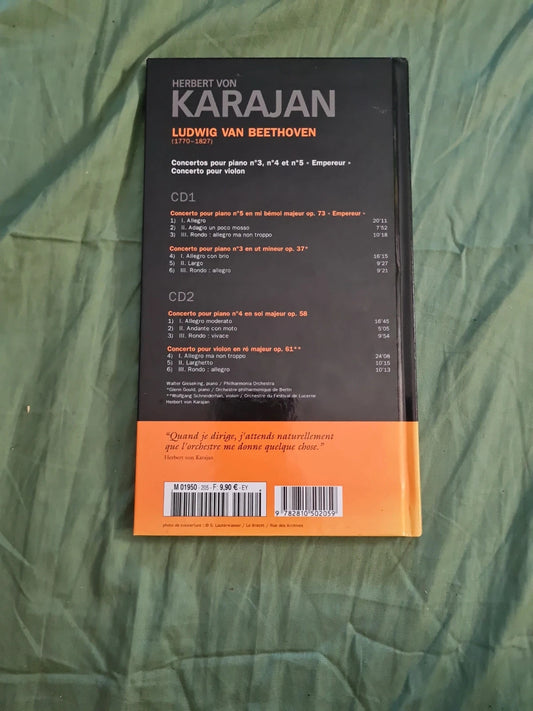 HERBERT VON
KARAJAN
LUDWIG VAN BEETHOVEN
(1770-1827)
Concertos pour piano n°3, n°4 et n°5 « Empereur »
Concerto pour violon
CD1
Concerto pour piano n°5 en mi bémol majeur op. 73 « Empereur »
1) I. Allegro 20'11
2) II. Adagio un poco mosso 7'52
3) III. Rondo : allegro ma non troppo 10'18
Concerto pour piano n°3 en ut mineur op. 37*
4) I. Allegro con brio 16'15
5) II. Largo 9'27
6) III. Rondo : allegro 9'21
CD2
Concerto pour piano n°4 en sol majeur op. 58
1) I. Allegro moderato 16'45
2) II. Andante con moto 5'05
3) III. Rondo : vivace 9'54
Concerto pour violon en ré majeur op. 61**
4) I. Allegro ma non troppo 24'06
5) II. Larghetto 10'15
6) III. Rondo : allegro 10'13
Walter Gieseking, piano / Philharmonia Orchestra
*Glenn Gould, piano / Orchestre philharmonique de Berlin
**Wolfgang Schneiderhan, violon / Orchestre du Festival de Lucerne
Herbert von Karajan
“Quand je dirige, j'attends naturellement
que l'orchestre me donne quelque chose.”
Herbert von Karajan
M 01950 - 205 - F: 9,90 € - EY
9 782810 502059
photo de couverture : © S. Lauterwasser / Lebrecht / Rue des Archives